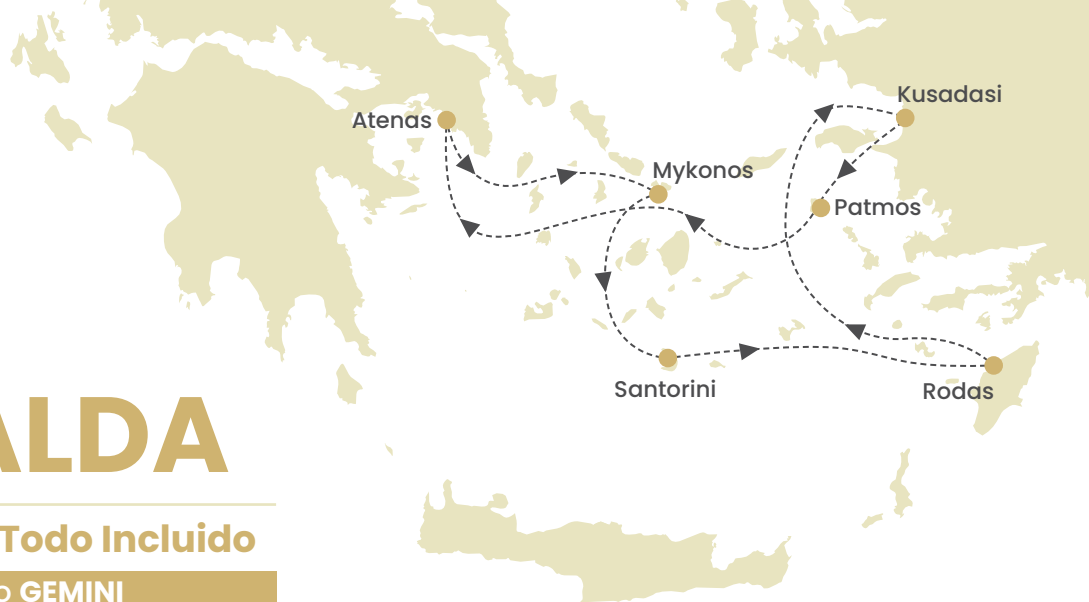 Kusadasi
Atenas
Mykonos
Patmos
Santorini
Rodas
ALDA
Todo Incluido
o GEMINI